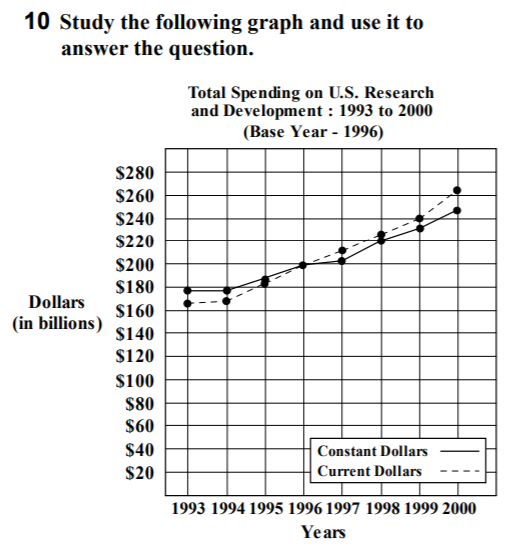 10 Study the following graph and use it to
answer the question.
Total Spending on U.S. Research
and Development : 1993 to 2000
(Base Year - 1996)
$280
$260
$240
$220
$200
$180
$160
$140
$120
$100
$80
$60
$40
$20
Dollars
(in billions)
Constant Dollars
Current Dollars
1993 1994 1995 1996 1997 1998 1999 2000
Years